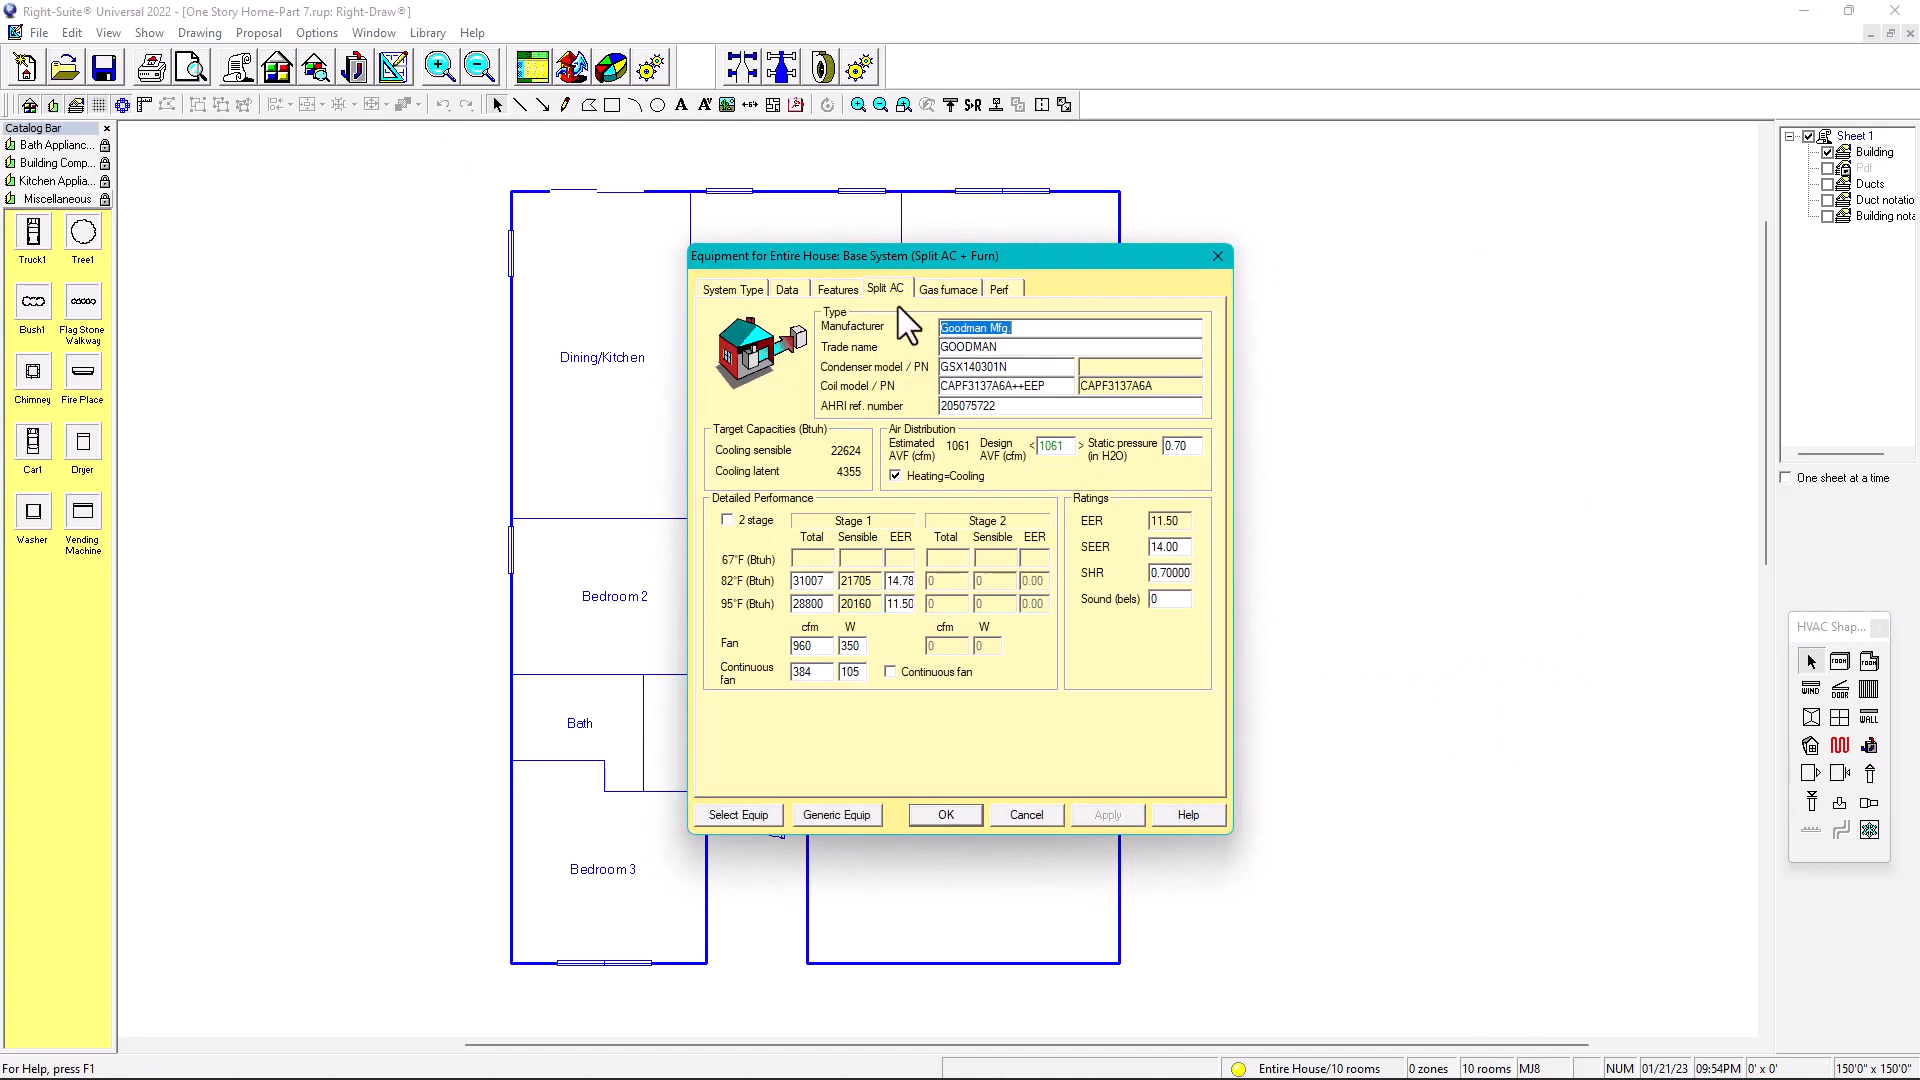 Right-Suite® Universal 2022 - [One Story Home-Part 7.rup: Right-Draw®]
File Edit View Show Drawing Proposal Options Window Library Help
Catalog Bar
Bath Applianc...
Building Comp...
Kitchen Applia...
Miscellaneous
Truck1 Tree1
Bush1 Flag Stone Walkway
Chimney Fire Place
Car1 Dryer
Washer Vending Machine
Dining/Kitchen
Bedroom 2
Bath
Bedroom 3
Equipment for Entire House: Base System (Split AC + Furn)
System Type Data Features Split AC Gas furnace Perf
Type
Manufacturer Goodman Mfg.
Trade name GOODMAN
Condenser model / PN GSX140301N
Coil model / PN CAPF3137A6A++EEP CAPF3137A6A
AHRI ref. number 205075722
Target Capacities (Btuh)
Cooling sensible 22624
Cooling latent 4355
Air Distribution
Estimated AVF (cfm) 1061 Design AVF (cfm) < 1061 > Static pressure (in H2O) 0.70
Heating=Cooling
Detailed Performance
2 stage Stage 1 Stage 2
Total Sensible EER Total Sensible EER
67°F (Btuh)
82°F (Btuh) 31007 21705 14.78 0 0 0.00
95°F (Btuh) 28800 20160 11.50 0 0 0.00
cfm W cfm W
Fan 960 350 0 0
Continuous fan 384 105 Continuous fan
Ratings
EER 11.50
SEER 14.00
SHR 0.70000
Sound (bels) 0
Select Equip Generic Equip OK Cancel Apply Help
Sheet 1
Building
Pdf
Ducts
Duct notatio
Building nota
One sheet at a time
HVAC Shap...
ROOM
WIND DOOR
WALL
S•R
For Help, press F1
Entire House/10 rooms 0 zones 10 rooms MJ8 NUM 01/21/23 09:54PM 0' x 0' 150'0" x 150'0"